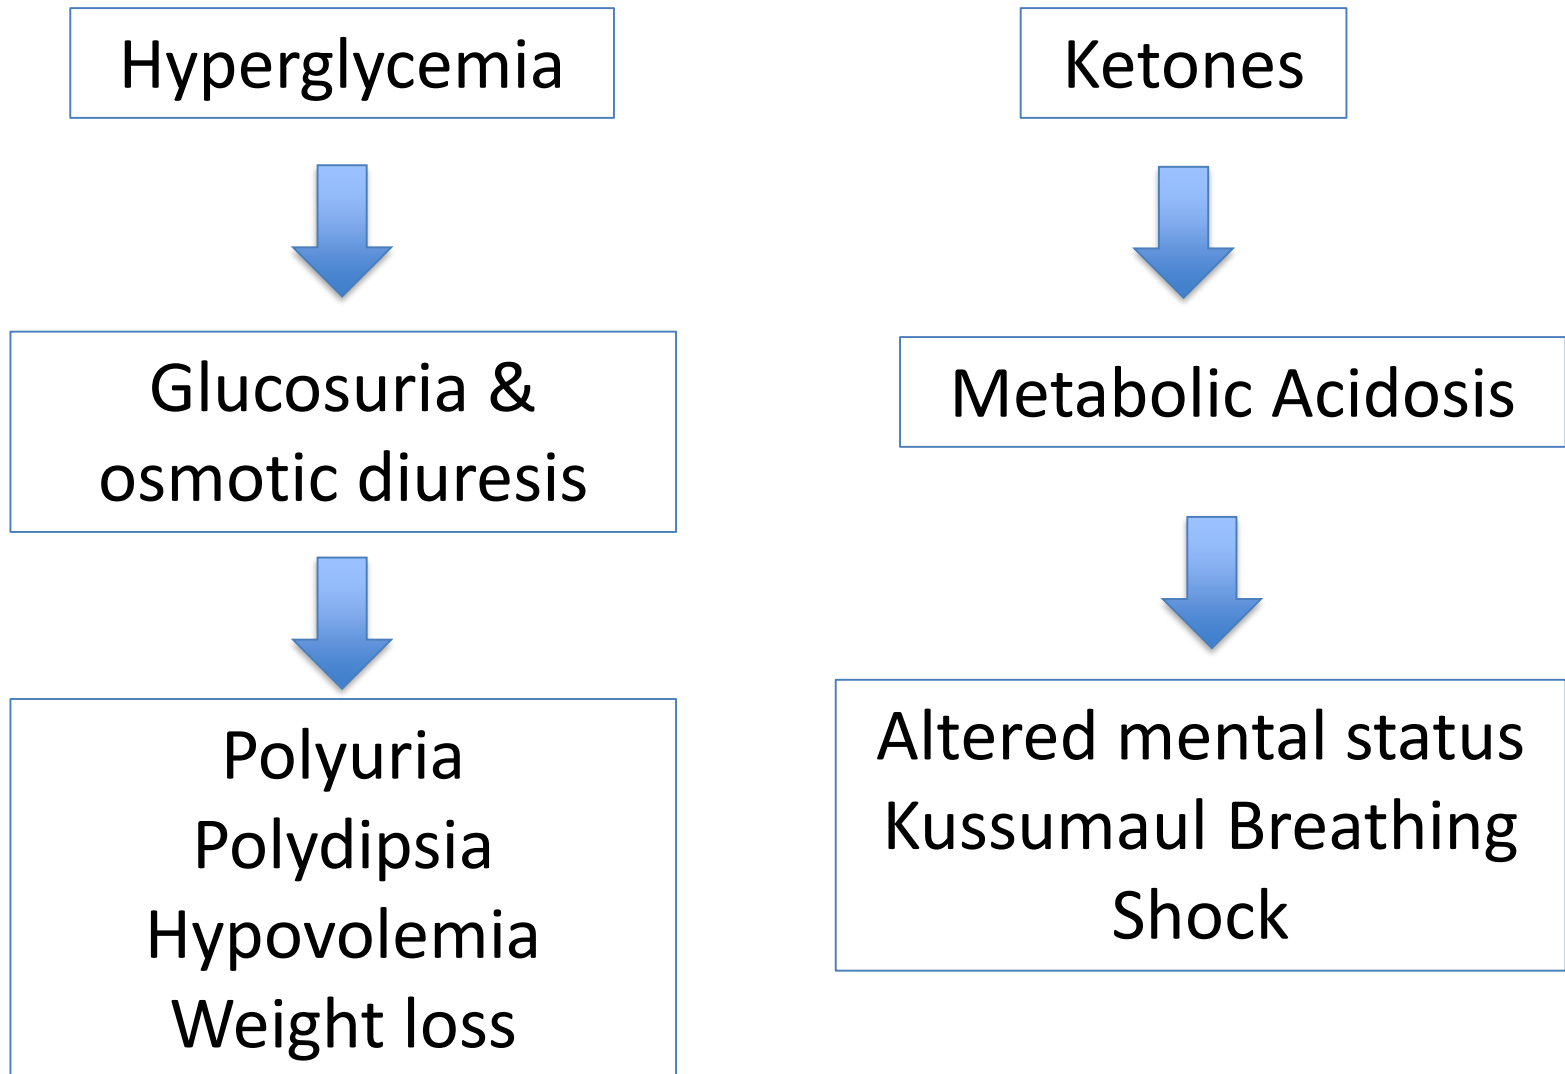 Hyperglycemia
Glucosuria &
osmotic diuresis
Polyuria
Polydipsia
Hypovolemia
Weight loss
Ketones
Metabolic Acidosis
Altered mental status
Kussumaul Breathing
Shock